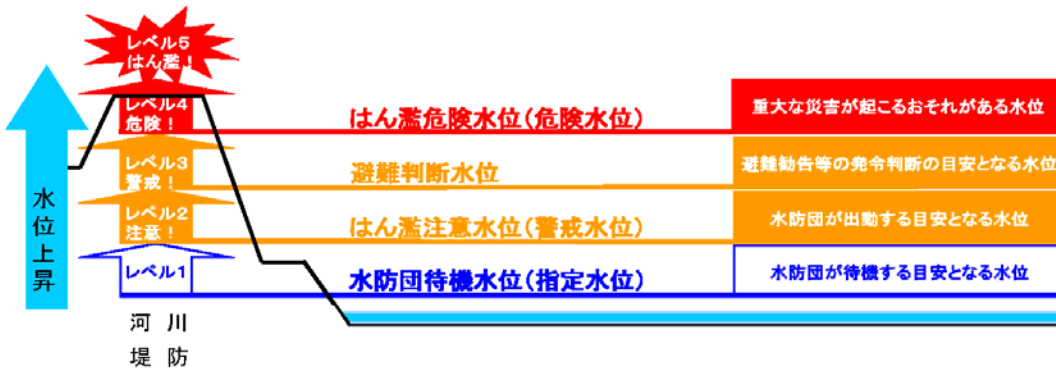 レベル5
はん濫！
レベル4
危険！
はん濫危険水位(危険水位)
重大な災害が起こるおそれがある水位
レベル3
警戒！
避難判断水位
避難勧告等の発令判断の目安となる水位
レベル2
注意！
はん濫注意水位(警戒水位)
水防団が出動する目安となる水位
レベル1
水防団待機水位(指定水位)
水防団が待機する目安となる水位
水位上昇
河川
堤防